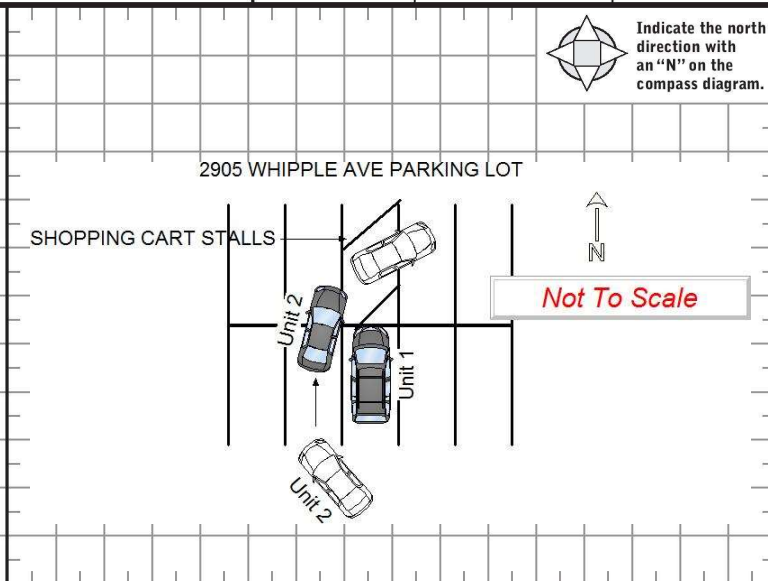 Indicate the north
direction with
an “N” on the
compass diagram.
2905 WHIPPLE AVE PARKING LOT
SHOPPING CART STALLS
N
Not To Scale
Unit 2
Unit 1
Unit 2